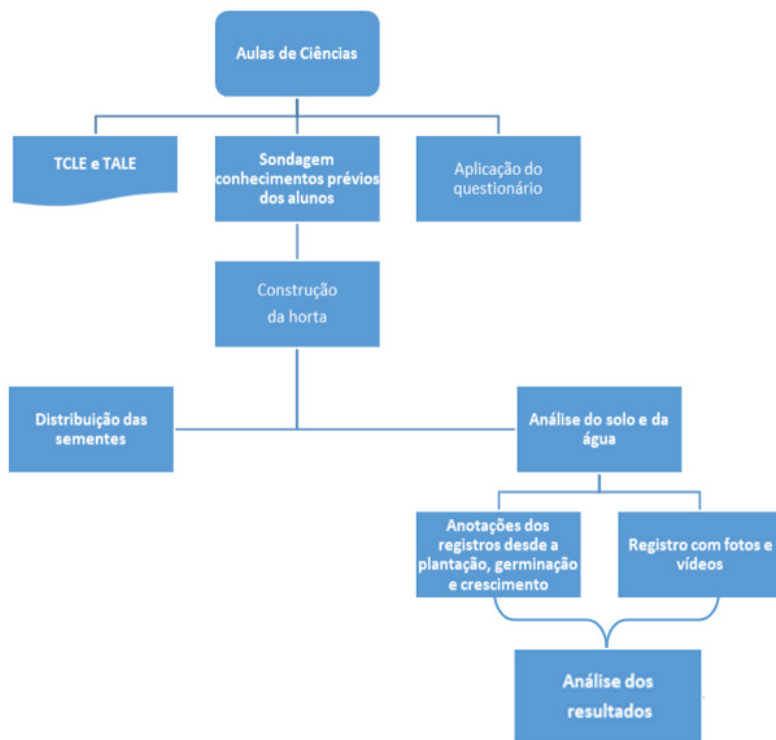 Aulas de Ciências
TCLE e TALE
Sondagem
conhecimentos prévios
dos alunos
Aplicação do
questionário
Construção
da horta
Distribuição das
sementes
Análise do solo e da
água
Anotações dos
registros desde a
plantação, germinação
e crescimento
Registro com fotos e
vídeos
Análise dos
resultados